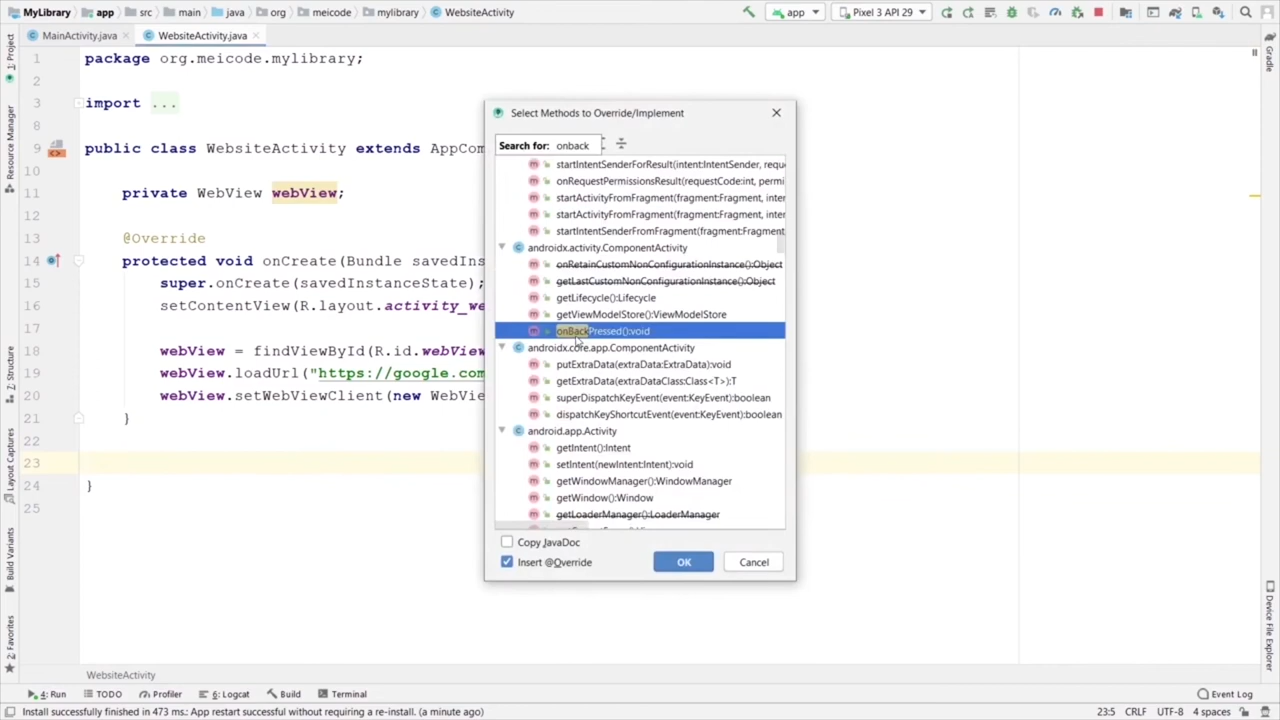 MyLibrary app src main java org meicode mylibrary WebsiteActivity app Pixel 3 API 29
MainActivity.java WebsiteActivity.java
1: Project
Resource Manager
Z: Structure
Layout Captures
Build Variants
2: Favorites
Gradle
Device File Explorer
1 package org.meicode.mylibrary;
2
3 import ...
8
9 public class WebsiteActivity extends AppCom
10
11 private WebView webView;
12
13 @Override
14 protected void onCreate(Bundle savedIns
15 super.onCreate(savedInstanceState);
16 setContentView(R.layout.activity_we
17
18 webView = findViewById(R.id.webView
19 webView.loadUrl("https://google.com
20 webView.setWebViewClient(new WebVie
21 }
22
23
24 }
25
Select Methods to Override/Implement
Search for: onback
startIntentSenderForResult(intent:IntentSender, reque
onRequestPermissionsResult(requestCode:int, permi
startActivityFromFragment(fragment:Fragment, inter
startActivityFromFragment(fragment:Fragment, inter
startIntentSenderFromFragment(fragment:Fragment,
androidx.activity.ComponentActivity
onRetainCustomNonConfigurationInstance():Object
getLastCustomNonConfigurationInstance():Object
getLifecycle():Lifecycle
getViewModelStore():ViewModelStore
onBackPressed():void
androidx.core.app.ComponentActivity
putExtraData(extraData:ExtraData):void
getExtraData(extraDataClass:Class<T>):T
superDispatchKeyEvent(event:KeyEvent):boolean
dispatchKeyShortcutEvent(event:KeyEvent):boolean
android.app.Activity
getIntent():Intent
setIntent(newIntent:Intent):void
getWindowManager():WindowManager
getWindow():Window
getLoaderManager():LoaderManager
Copy JavaDoc
Insert @Override OK Cancel
WebsiteActivity
4: Run TODO Profiler 6: Logcat Build Terminal Event Log
Install successfully finished in 473 ms.: App restart successful without requiring a re-install. (a minute ago) 23:5 CRLF UTF-8 4 spaces